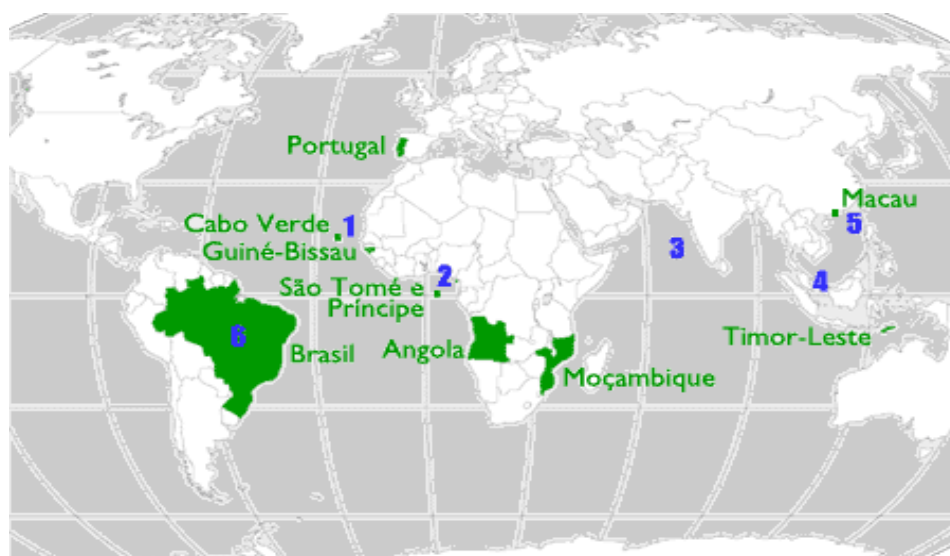 Portugal
Macau
Cabo Verde
1
5
Guiné-Bissau
3
2
4
São Tomé e
Príncipe
Timor-Leste
6
Brasil
Angola
Moçambique